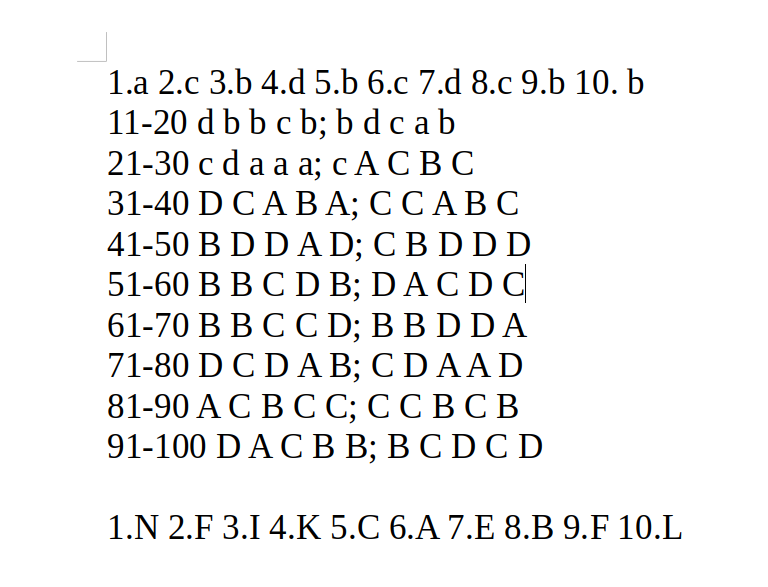 1.a 2.c 3.b 4.d 5.b 6.c 7.d 8.c 9.b 10. b
11-20 d b b c b; b d c a b
21-30 c d a a a; c A C B C
31-40 D C A B A; C C A B C
41-50 B D D A D; C B D D D
51-60 B B C D B; D A C D C
61-70 B B C C D; B B D D A
71-80 D C D A B; C D A A D
81-90 A C B C C; C C B C B
91-100 D A C B B; B C D C D
1.N 2.F 3.I 4.K 5.C 6.A 7.E 8.B 9.F 10.L